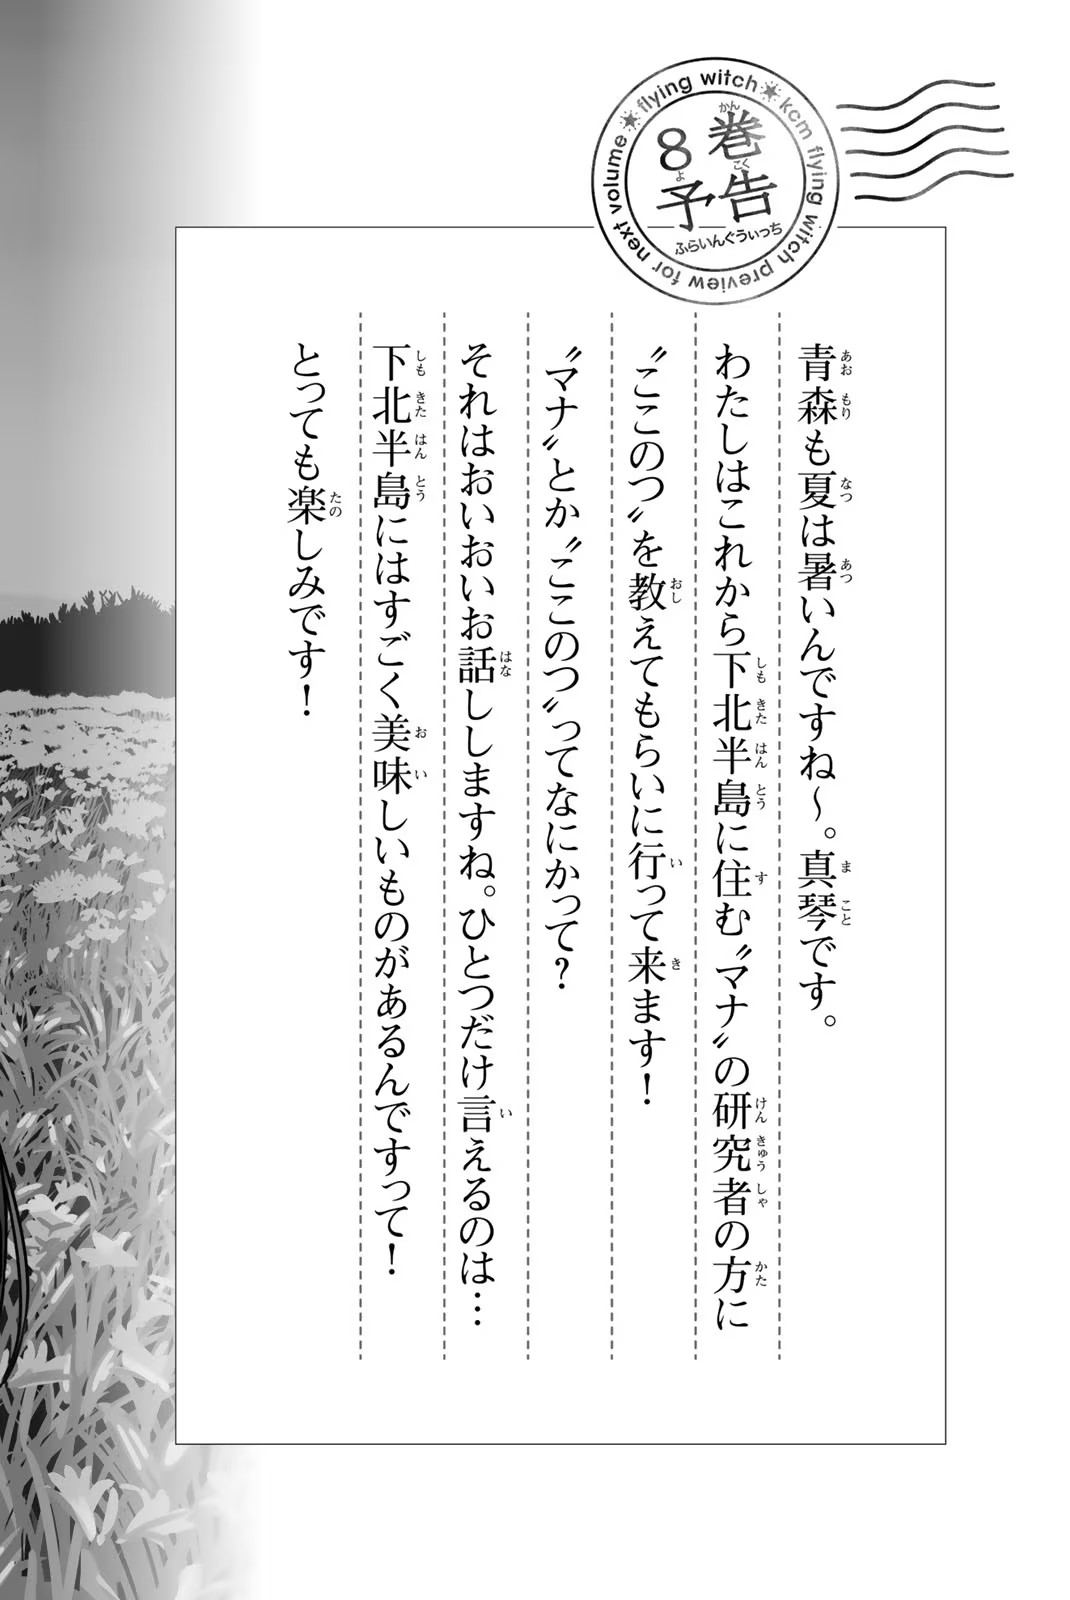 flying witch★kcm flying witch preview for next volume★
8巻
予告
ふらいんぐうぃっち
青森も夏は暑いんですね～。真琴です。
わたしはこれから下北半島に住む〝マナ〟の研究者の方に
〝ここのつ〟を教えてもらいに行って来ます！
〝マナ〟とか〝ここのつ〟ってなにかって？
それはおいおいお話ししますね。ひとつだけ言えるのは…
下北半島にはすごく美味しいものがあるんですって！
とっても楽しみです！